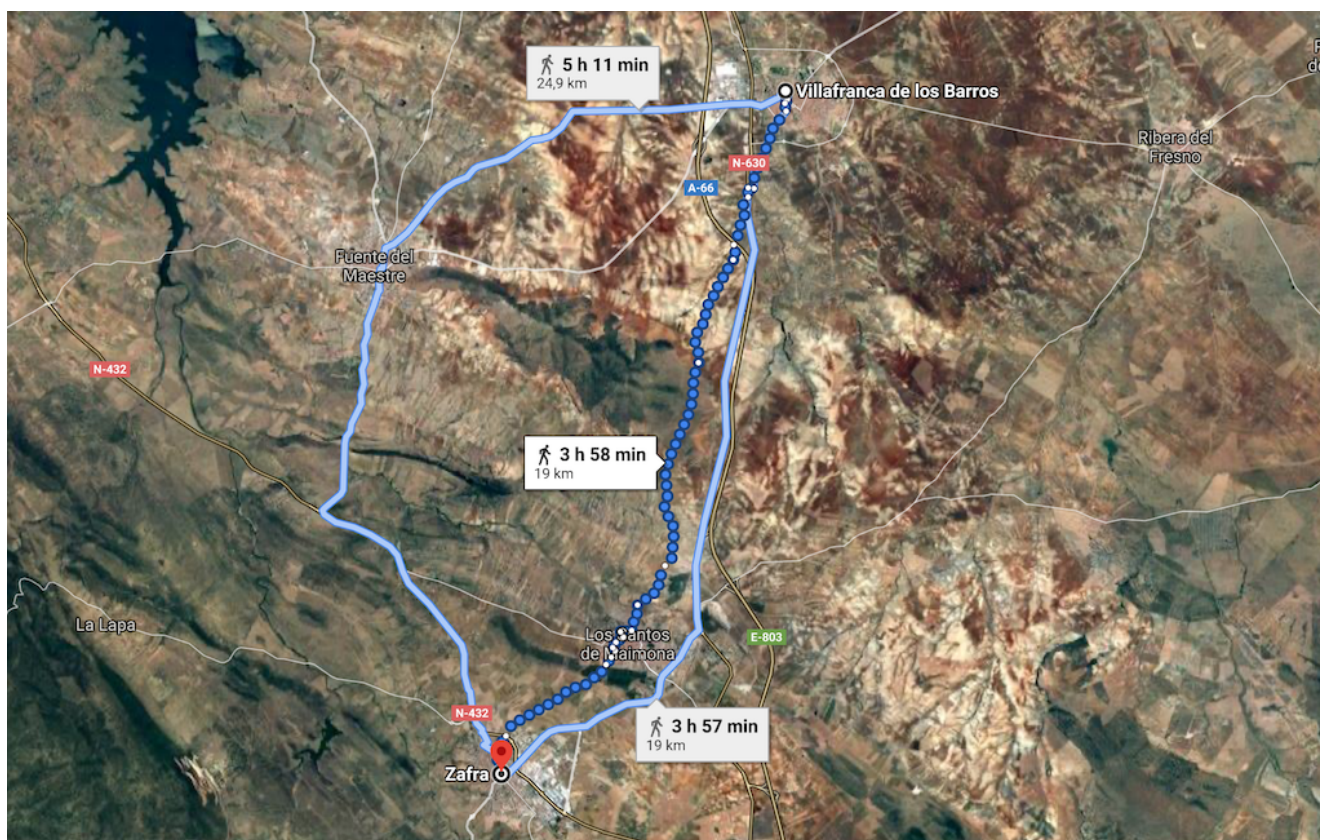 5 h 11 min
24,9 km
Villafranca de los Barros
Ribera del
Fresno
N-630
A-66
Fuente del
Maestre
N-432
3 h 58 min
19 km
La Lapa
Los Santos
de Maimona
E-803
N-432
3 h 57 min
19 km
Zafra